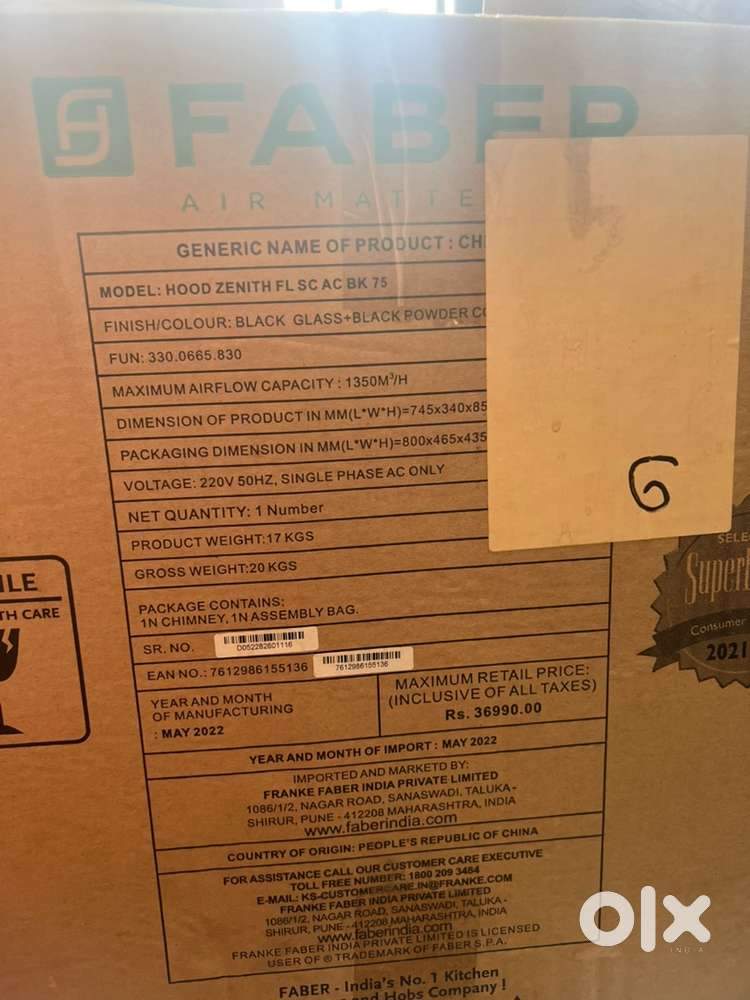 FABER
AIR MATTE
GENERIC NAME OF PRODUCT : CHI
MODEL: HOOD ZENITH FL SC AC BK 75
FINISH/COLOUR: BLACK GLASS+BLACK POWDER CO
FUN: 330.0665.830
MAXIMUM AIRFLOW CAPACITY : 1350M³/H
DIMENSION OF PRODUCT IN MM(L*W*H)=745x340x85
PACKAGING DIMENSION IN MM(L*W*H)=800x465x435
VOLTAGE: 220V 50HZ, SINGLE PHASE AC ONLY
NET QUANTITY: 1 Number
PRODUCT WEIGHT:17 KGS
GROSS WEIGHT:20 KGS
PACKAGE CONTAINS:
1N CHIMNEY, 1N ASSEMBLY BAG.
SR. NO. D052282601116
EAN NO.: 7612986155136 7612986155136
YEAR AND MONTH
OF MANUFACTURING
: MAY 2022
MAXIMUM RETAIL PRICE:
(INCLUSIVE OF ALL TAXES)
Rs. 36990.00
YEAR AND MONTH OF IMPORT : MAY 2022
IMPORTED AND MARKETD BY:
FRANKE FABER INDIA PRIVATE LIMITED
1086/1/2, NAGAR ROAD, SANASWADI, TALUKA-
SHIRUR, PUNE - 412208 MAHARASHTRA, INDIA
www.faberindia.com
COUNTRY OF ORIGIN: PEOPLE'S REPUBLIC OF CHINA
FOR ASSISTANCE CALL OUR CUSTOMER CARE EXECUTIVE
TOLL FREE NUMBER: 1800 209 3484
E-MAIL: KS-CUSTOMERCARE.IN@FRANKE.COM
FRANKE FABER INDIA PRIVATE LIMITED
1086/1/2, NAGAR ROAD, SANASWADI, TALUKA -
SHIRUR, PUNE - 412208 MAHARASHTRA, INDIA
www.faberindia.com
FRANKE FABER INDIA PRIVATE LIMITED IS LICENSED
USER OF ® TRADEMARK OF FABER S.P.A.
FABER - India's No. 1 Kitchen
and Hobs Company !
6
ILE
TH CARE
SELE
Super
Consumer
2021
olx
INDIA